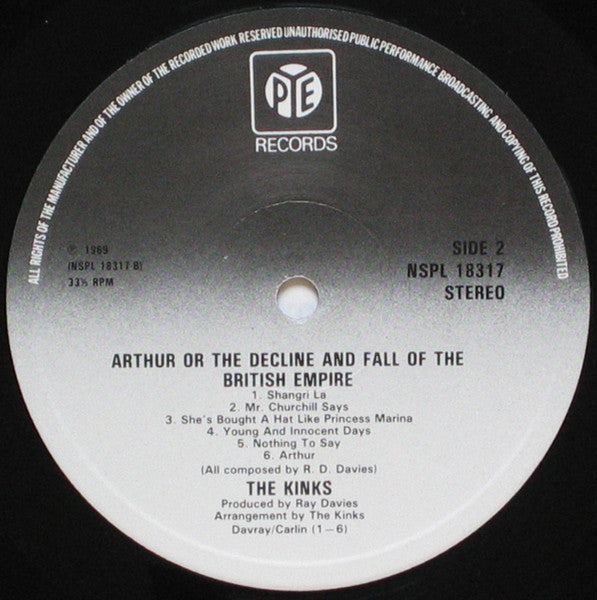 ALL RIGHTS OF THE MANUFACTURER AND OF THE OWNER OF THE RECORDED WORK RESERVED UNAUTHORISED PUBLIC PERFORMANCE BROADCASTING AND COPYING OF THIS RECORD PROHIBITED
PYE
RECORDS
℗ 1969
(NSPL 18317 B)
33⅓ RPM
SIDE 2
NSPL 18317
STEREO
ARTHUR OR THE DECLINE AND FALL OF THE
BRITISH EMPIRE
1. Shangri La
2. Mr. Churchill Says
3. She's Bought A Hat Like Princess Marina
4. Young And Innocent Days
5. Nothing To Say
6. Arthur
(All composed by R. D. Davies)
THE KINKS
Produced by Ray Davies
Arrangement by The Kinks
Davray/Carlin (1–6)